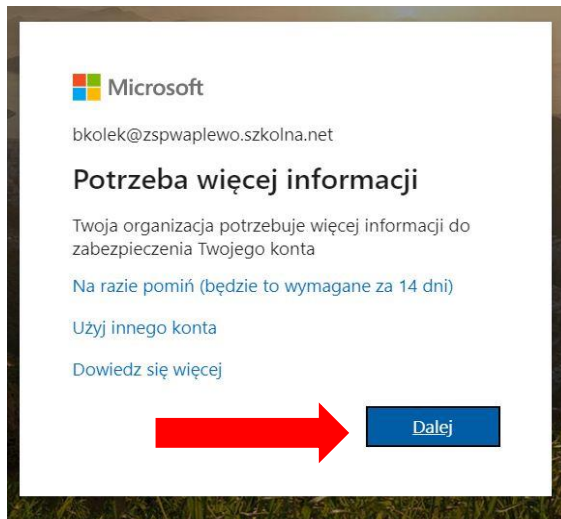 Microsoft
bkolek@zspwaplewo.szkolna.net
Potrzeba więcej informacji
Twoja organizacja potrzebuje więcej informacji do
zabezpieczenia Twojego konta
Na razie pomiń (będzie to wymagane za 14 dni)
Użyj innego konta
Dowiedz się więcej
Dalej